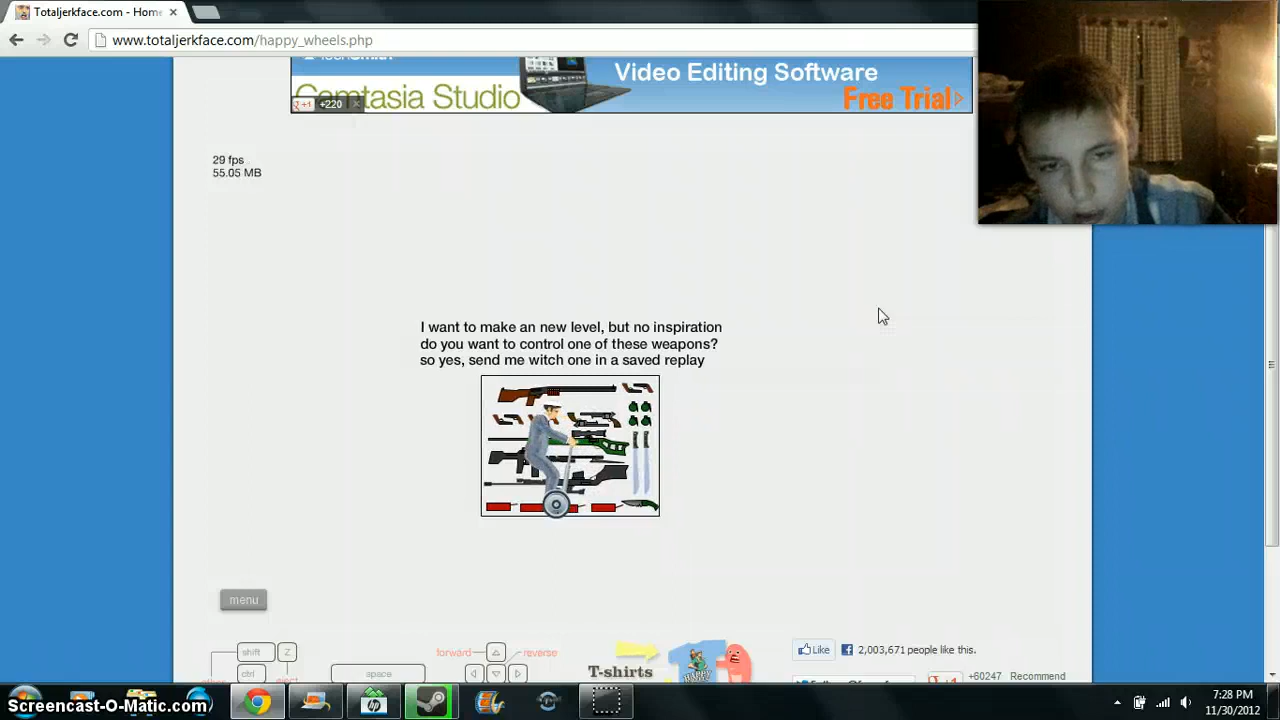 Totaljerkface.com - Home
www.totaljerkface.com/happy_wheels.php
Camtasia Studio
Video Editing Software
Free Trial
+1 +220
29 fps
55.05 MB
I want to make an new level, but no inspiration
do you want to control one of these weapons?
so yes, send me witch one in a saved replay
menu
shift Z
ctrl
space
eject
forward reverse
T-shirts
Like 2,003,671 people like this.
+1 +60247 Recommend
Screencast-O-Matic.com
7:28 PM
11/30/2012